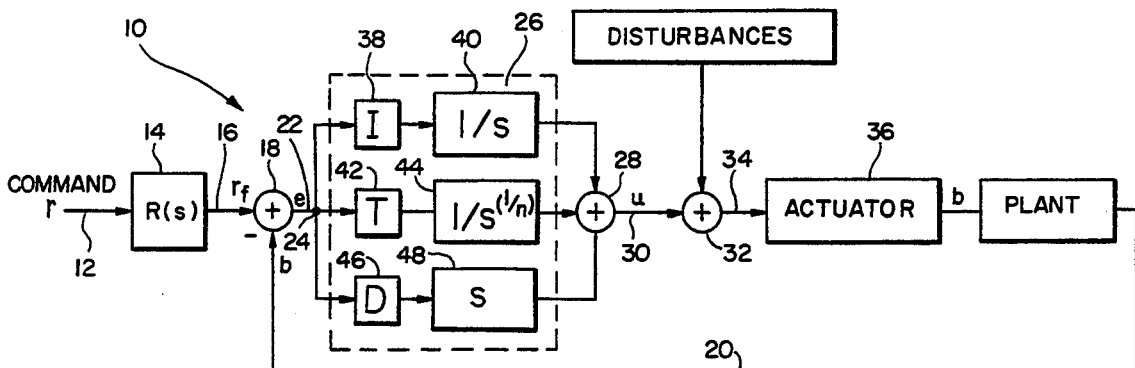 DISTURBANCES
10
38
40
26
I
1/S
14
16
22
18
28
34
36
COMMAND
r
R(s)
rf
+
e
42
T
44
1/S(1/n)
+
u
+
ACTUATOR
b
PLANT
12
-
b
24
46
D
48
S
30
32
20